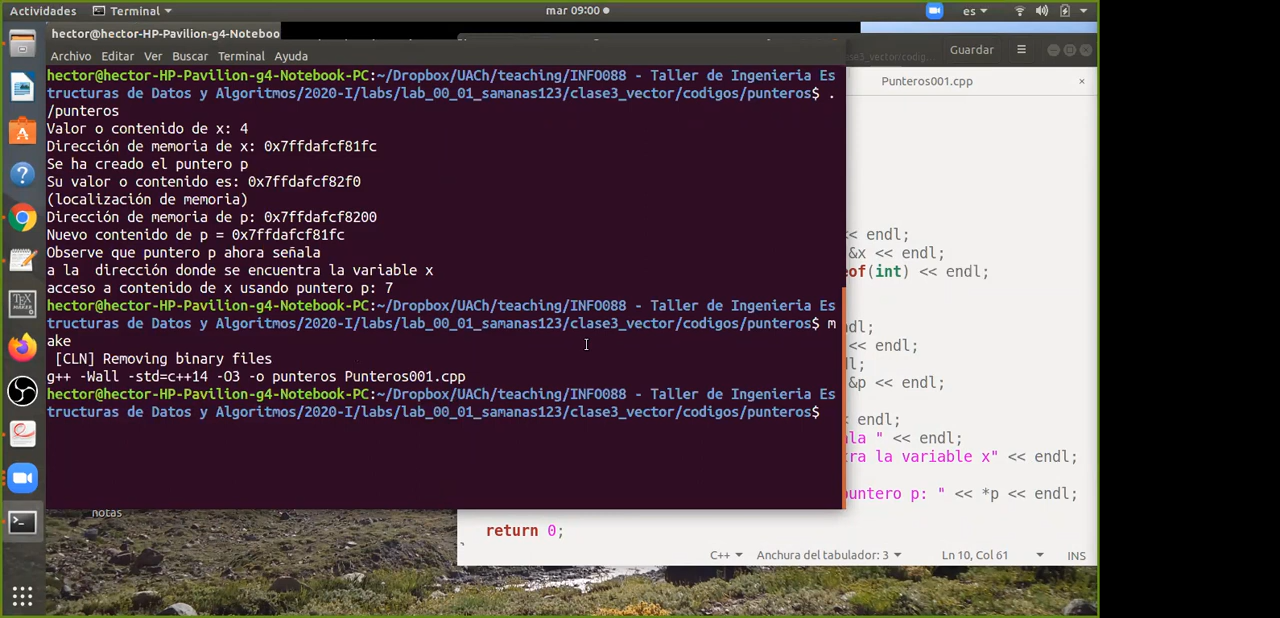 Actividades
Terminal
mar 09:00
es
hector@hector-HP-Pavilion-g4-Noteboo
Archivo Editar Ver Buscar Terminal Ayuda
hector@hector-HP-Pavilion-g4-Notebook-PC:~/Dropbox/UACh/teaching/INFO088 - Taller de Ingenieria Es
tructuras de Datos y Algoritmos/2020-I/labs/lab_00_01_samanas123/clase3_vector/codigos/punteros$ .
/punteros
Valor o contenido de x: 4
Dirección de memoria de x: 0x7ffdafcf81fc
Se ha creado el puntero p
Su valor o contenido es: 0x7ffdafcf82f0
(localización de memoria)
Dirección de memoria de p: 0x7ffdafcf8200
Nuevo contenido de p = 0x7ffdafcf81fc
Observe que puntero p ahora señala
a la  dirección donde se encuentra la variable x
acceso a contenido de x usando puntero p: 7
hector@hector-HP-Pavilion-g4-Notebook-PC:~/Dropbox/UACh/teaching/INFO088 - Taller de Ingenieria Es
tructuras de Datos y Algoritmos/2020-I/labs/lab_00_01_samanas123/clase3_vector/codigos/punteros$ m
ake
[CLN] Removing binary files
g++ -Wall -std=c++14 -O3 -o punteros Punteros001.cpp
hector@hector-HP-Pavilion-g4-Notebook-PC:~/Dropbox/UACh/teaching/INFO088 - Taller de Ingenieria Es
tructuras de Datos y Algoritmos/2020-I/labs/lab_00_01_samanas123/clase3_vector/codigos/punteros$
notas
Guardar
Punteros001.cpp ×
<< endl;
&x << endl;
eof(int) << endl;
ndl;
<< endl;
&p << endl;
<< endl;
la " << endl;
tra la variable x" << endl;
puntero p: " << *p << endl;
return 0;
C++ Anchura del tabulador: 3 Ln 10, Col 61 INS